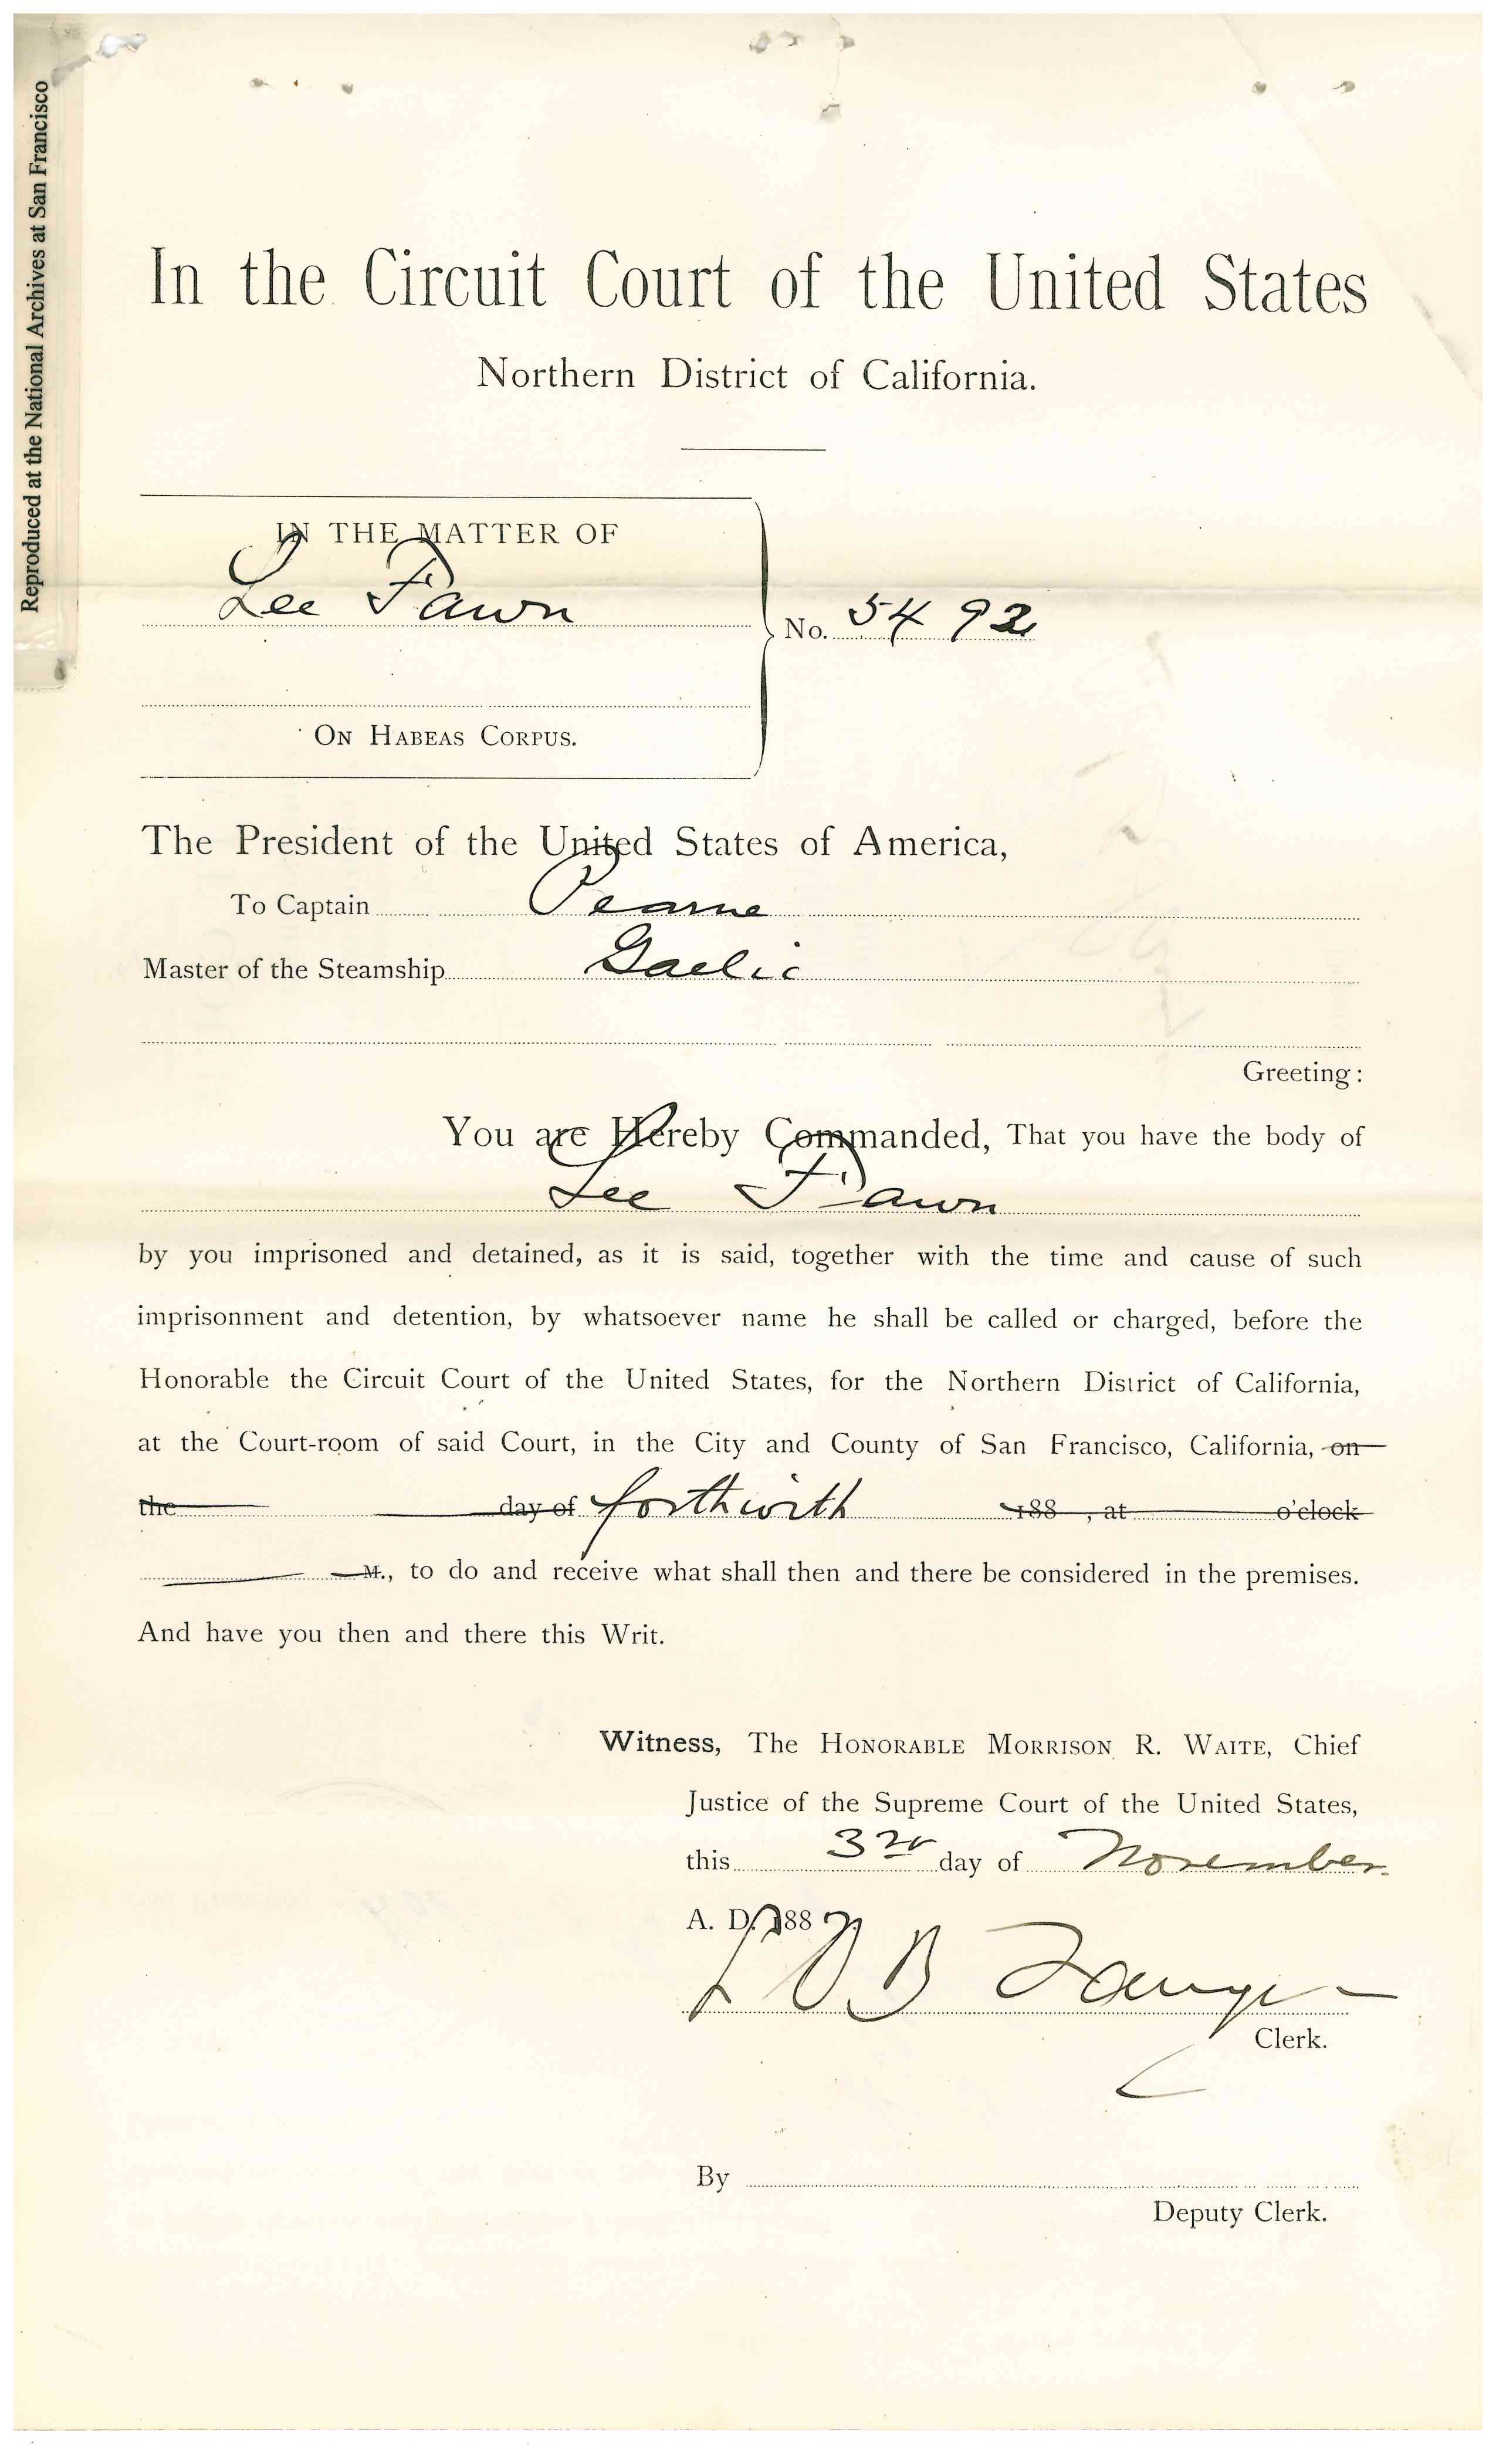 Reproduced at the National Archives at San Francisco
In the Circuit Court of the United States
Northern District of California.
IN THE MATTER OF
Lee Fawn
No. 5492
ON HABEAS CORPUS.
The President of the United States of America,
To Captain Pearne
Master of the Steamship Gaelic
Greeting:
You are Hereby Commanded, That you have the body of
Lee Fawn
by you imprisoned and detained, as it is said, together with the time and cause of such
imprisonment and detention, by whatsoever name he shall be called or charged, before the
Honorable the Circuit Court of the United States, for the Northern District of California,
at the Court-room of said Court, in the City and County of San Francisco, California, on
the day of forthwith 188 , at o'clock
M., to do and receive what shall then and there be considered in the premises.
And have you then and there this Writ.
Witness, The HONORABLE MORRISON R. WAITE, Chief
Justice of the Supreme Court of the United States,
this 3rd day of November
A. D. 1887.
L S B
Clerk.
By
Deputy Clerk.